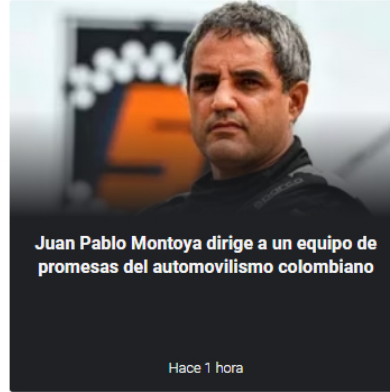 Juan Pablo Montoya dirige a un equipo de
promesas del automovilismo colombiano
Hace 1 hora